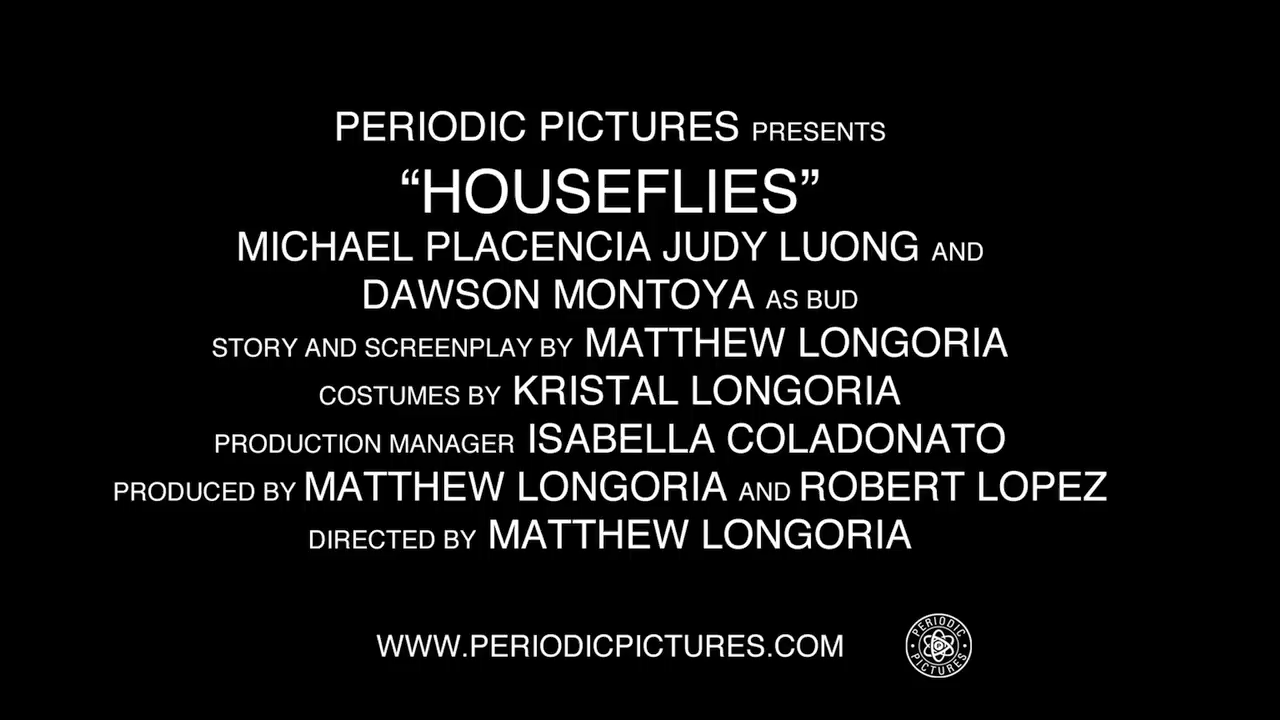 PERIODIC PICTURES PRESENTS
“HOUSEFLIES”
MICHAEL PLACENCIA JUDY LUONG AND
DAWSON MONTOYA AS BUD
STORY AND SCREENPLAY BY MATTHEW LONGORIA
COSTUMES BY KRISTAL LONGORIA
PRODUCTION MANAGER ISABELLA COLADONATO
PRODUCED BY MATTHEW LONGORIA AND ROBERT LOPEZ
DIRECTED BY MATTHEW LONGORIA
WWW.PERIODICPICTURES.COM
PERIODIC
PICTURES